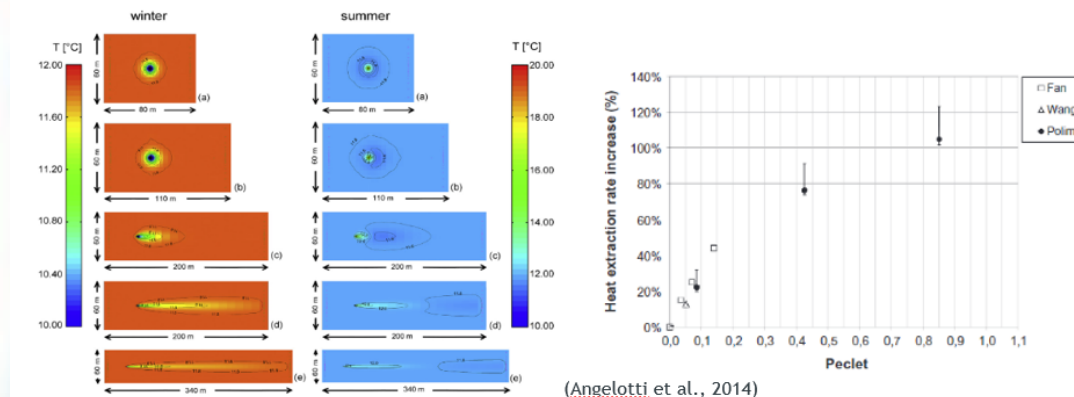 winter
summer
T [°C]
12.00
11.20
10.80
10.40
10.00
60 m
80 m
(a)
60 m
110 m
(b)
60 m
200 m
(c)
60 m
200 m
(d)
60 m
340 m
(e)
T [°C]
20.00
18.00
16.00
14.00
12.00
10.00
60 m
80 m
(a)
60 m
110 m
(b)
60 m
200 m
(c)
60 m
200 m
(d)
60 m
340 m
(e)
Heat extraction rate increase (%)
140%
120%
100%
80%
60%
40%
20%
0%
0,0 0,1 0,2 0,3 0,4 0,5 0,6 0,7 0,8 0,9 1,0 1,1
Peclet
Fan
Wang
Polim
(Angelotti et al., 2014)